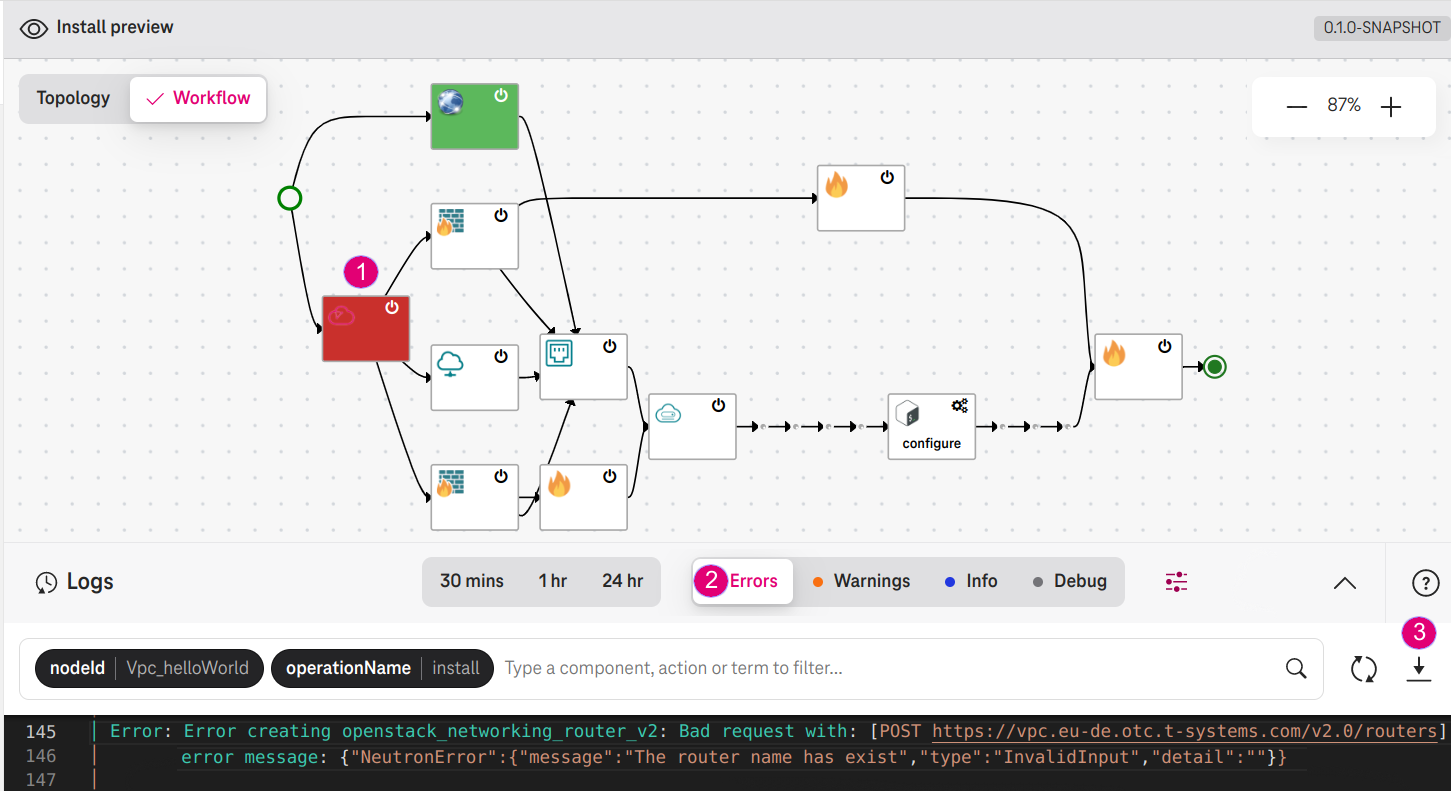 Install preview
0.1.0-SNAPSHOT
Topology
Workflow
87%
1
configure
Logs
30 mins
1 hr
24 hr
2
Errors
Warnings
Info
Debug
?
3
nodeId
Vpc_helloWorld
operationName
install
Type a component, action or term to filter...
145 | Error: Error creating openstack_networking_router_v2: Bad request with: [POST https://vpc.eu-de.otc.t-systems.com/v2.0/routers]
146 | error message: {"NeutronError":{"message":"The router name has exist","type":"InvalidInput","detail":""}}
147 |